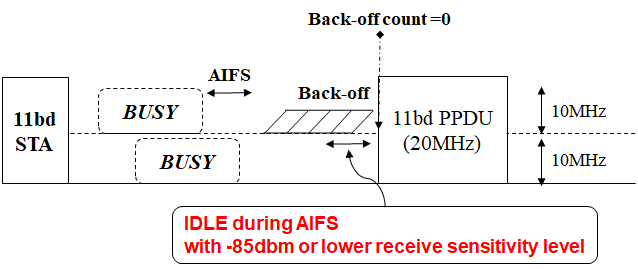 Back-off count =0
AIFS
Back-off
11bd
STA
BUSY
BUSY
11bd PPDU
(20MHz)
10MHz
10MHz
IDLE during AIFS
with -85dbm or lower receive sensitivity level